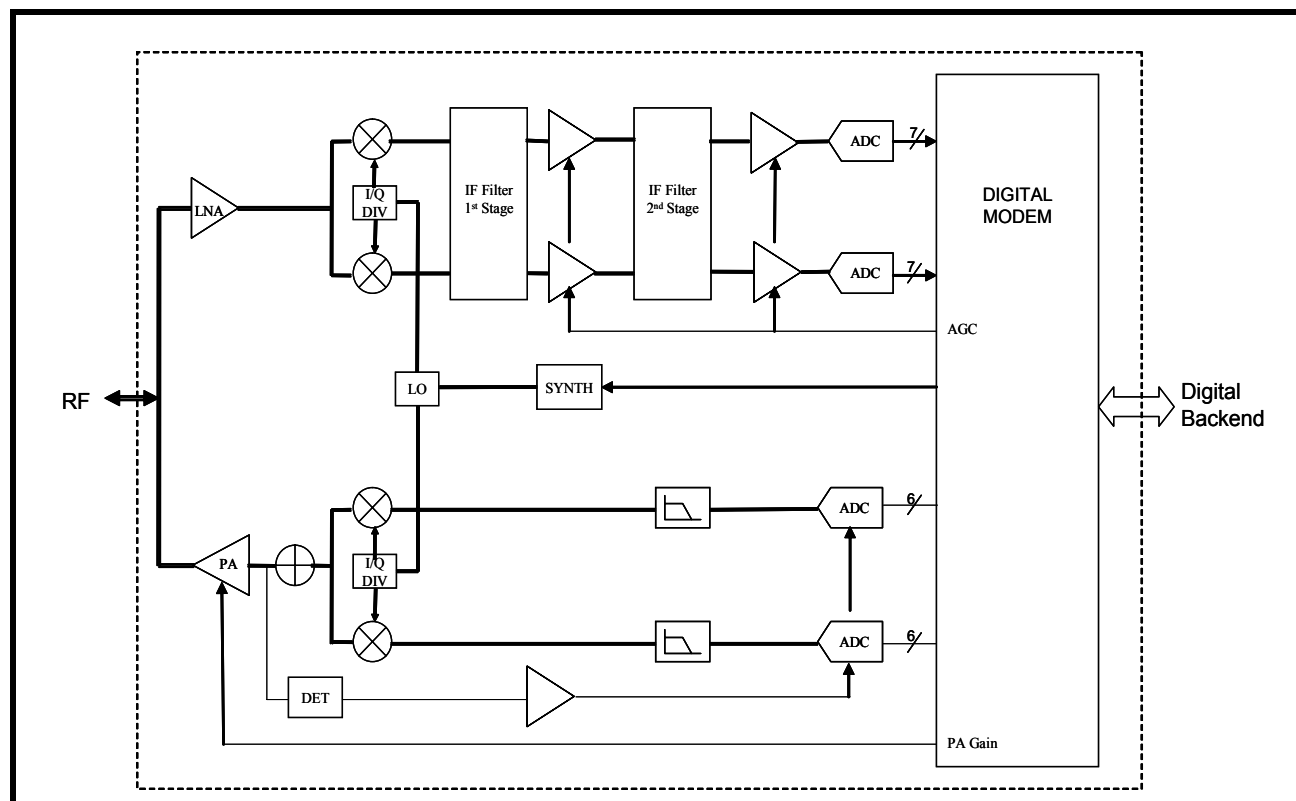 LNA
I/Q
DIV
IF Filter
1st Stage
IF Filter
2nd Stage
ADC
7
DIGITAL
MODEM
ADC
7
AGC
RF
LO
SYNTH
Digital
Backend
PA
I/Q
DIV
ADC
6
ADC
6
DET
PA Gain